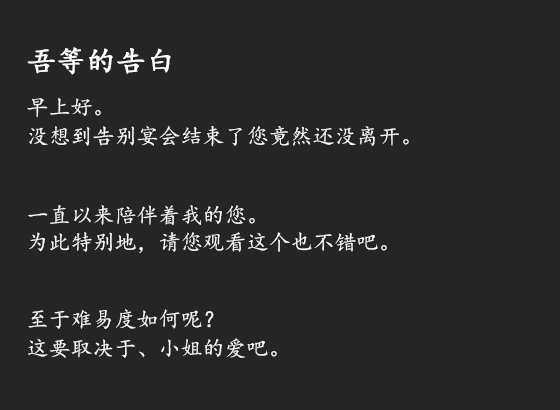 吾等的告白
早上好。
没想到告别宴会结束了您竟然还没离开。
一直以来陪伴着我的您。
为此特别地，请您观看这个也不错吧。
至于难易度如何呢？
这要取决于、小姐的爱吧。